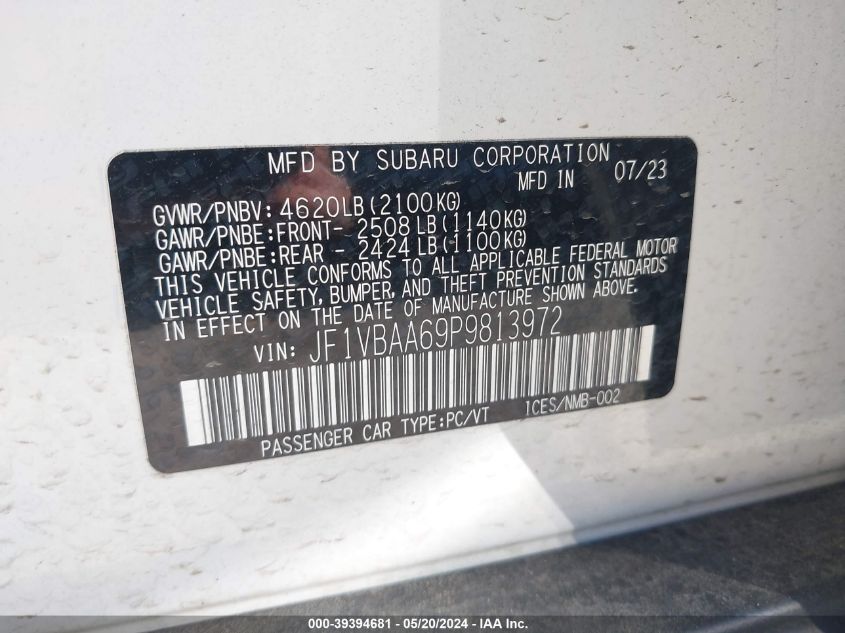 MFD BY SUBARU CORPORATION
MFD IN 07/23
GVWR/PNBV: 4620LB (2100KG)
GAWR/PNBE:FRONT- 2508 LB (1140KG)
GAWR/PNBE:REAR - 2424 LB (1100KG)
THIS VEHICLE CONFORMS TO ALL APPLICABLE FEDERAL MOTOR
VEHICLE SAFETY, BUMPER, AND THEFT PREVENTION STANDARDS
IN EFFECT ON THE DATE OF MANUFACTURE SHOWN ABOVE.
VIN: JF1VBAA69P9813972
PASSENGER CAR TYPE:PC/VT ICES/NMB-002
000-39394681 - 05/20/2024 - IAA Inc.